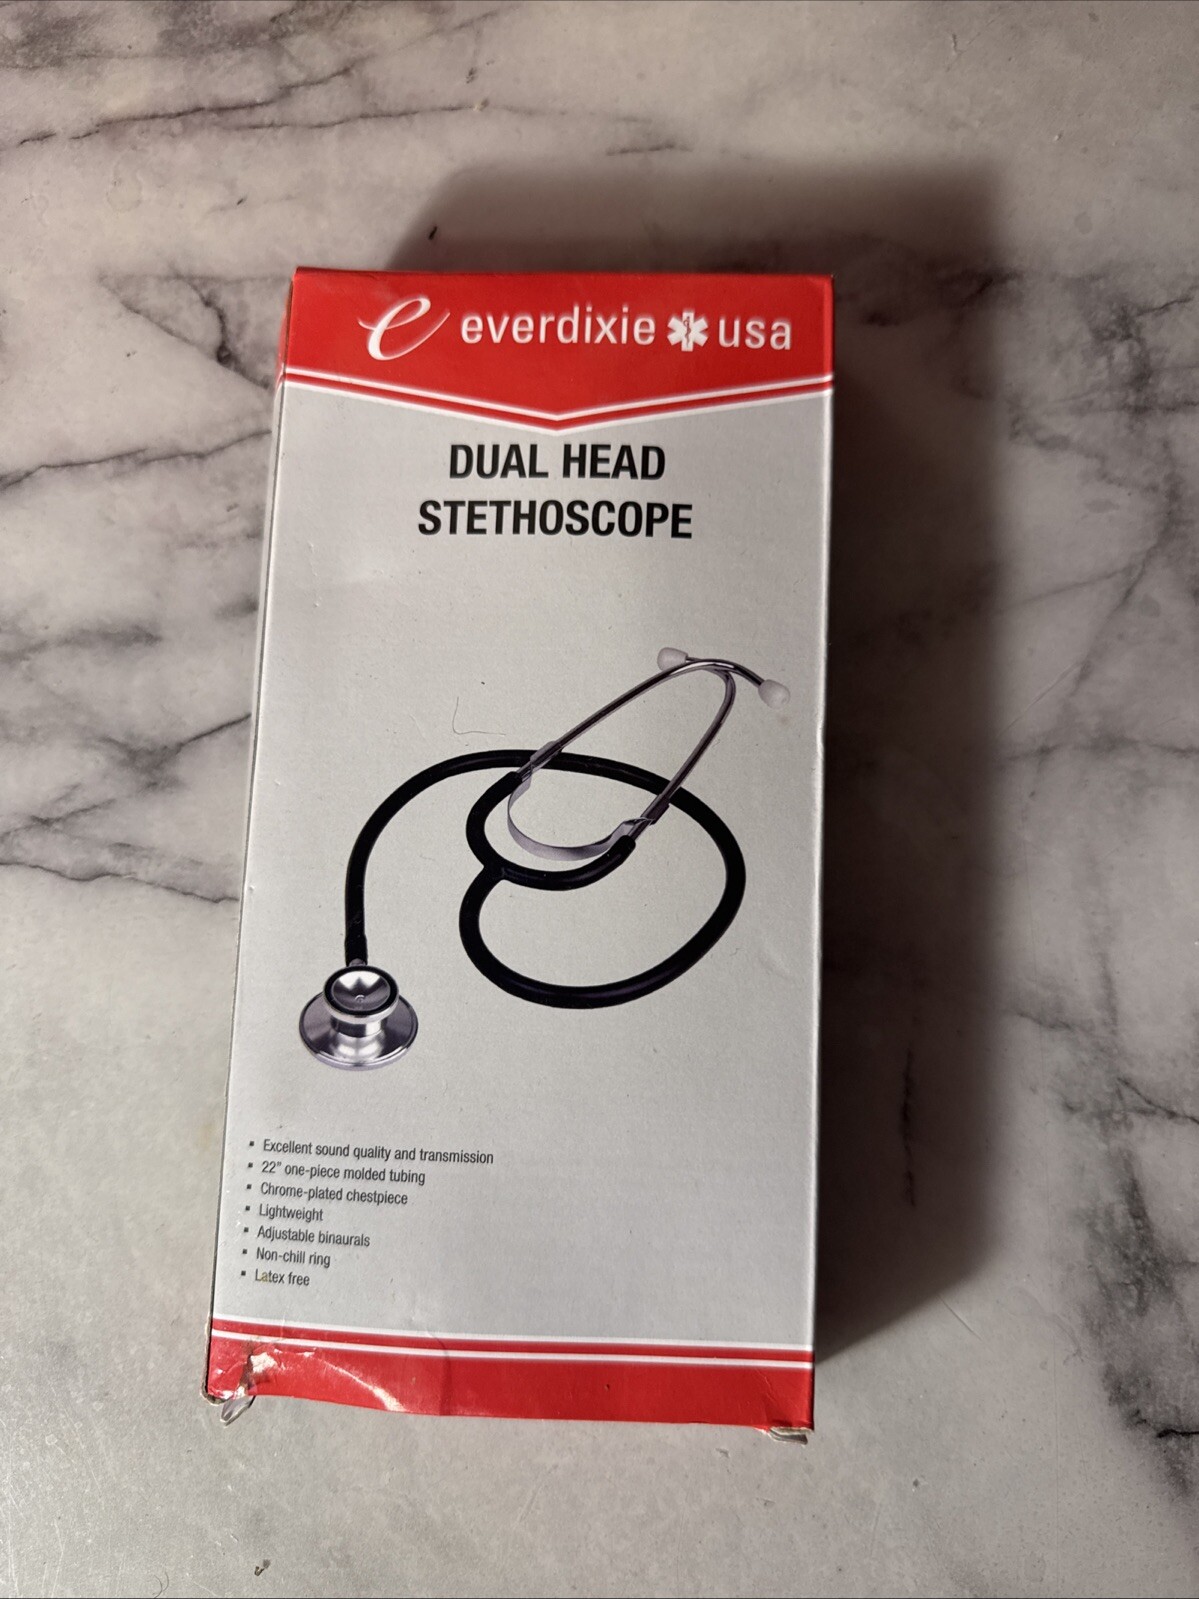 e everdixie usa
DUAL HEAD
STETHOSCOPE
▪ Excellent sound quality and transmission
▪ 22" one-piece molded tubing
▪ Chrome-plated chestpiece
▪ Lightweight
▪ Adjustable binaurals
▪ Non-chill ring
▪ Latex free